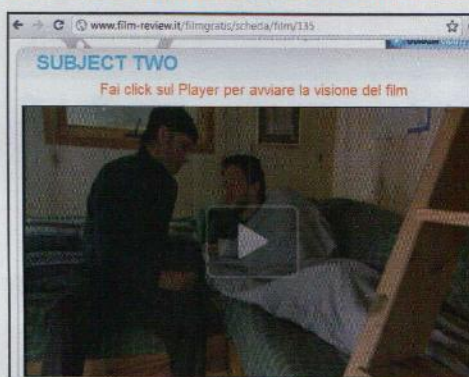 www.film-review.it/filmgratis/scheda/film/135
SUBJECT TWO
Fai click sul Player per avviare la visione del film